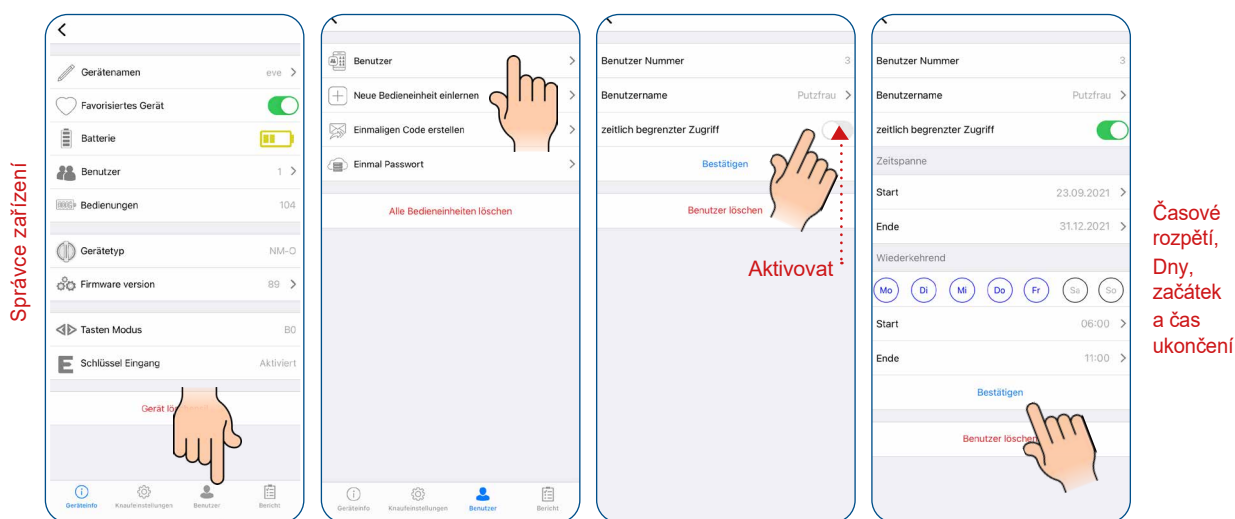 Správce zařízení
Gerätenamen eve
Favorisiertes Gerät
Batterie
Benutzer 1
Bedienungen 104
Gerätetyp NM-O
Firmware version 89
Tasten Modus B0
Schlüssel Eingang Aktiviert
Gerät lös
Geräteinfo Knaufeinstellungen Benutzer Bericht
Benutzer
Neue Bedieneinheit einlernen
Einmaligen Code erstellen
Einmal Passwort
Alle Bedieneinheiten löschen
Geräteinfo Knaufeinstellungen Benutzer Bericht
Benutzer Nummer 3
Benutzername Putzfrau
zeitlich begrenzter Zugriff
Bestätigen
Benutzer löschen
Aktivovat
Benutzer Nummer 3
Benutzername Putzfrau
zeitlich begrenzter Zugriff
Zeitspanne
Start 23.09.2021
Ende 31.12.2021
Wiederkehrend
Mo Di Mi Do Fr Sa So
Start 06:00
Ende 11:00
Bestätigen
Benutzer löschen
Časové
rozpětí,
Dny,
začátek
a čas
ukončení